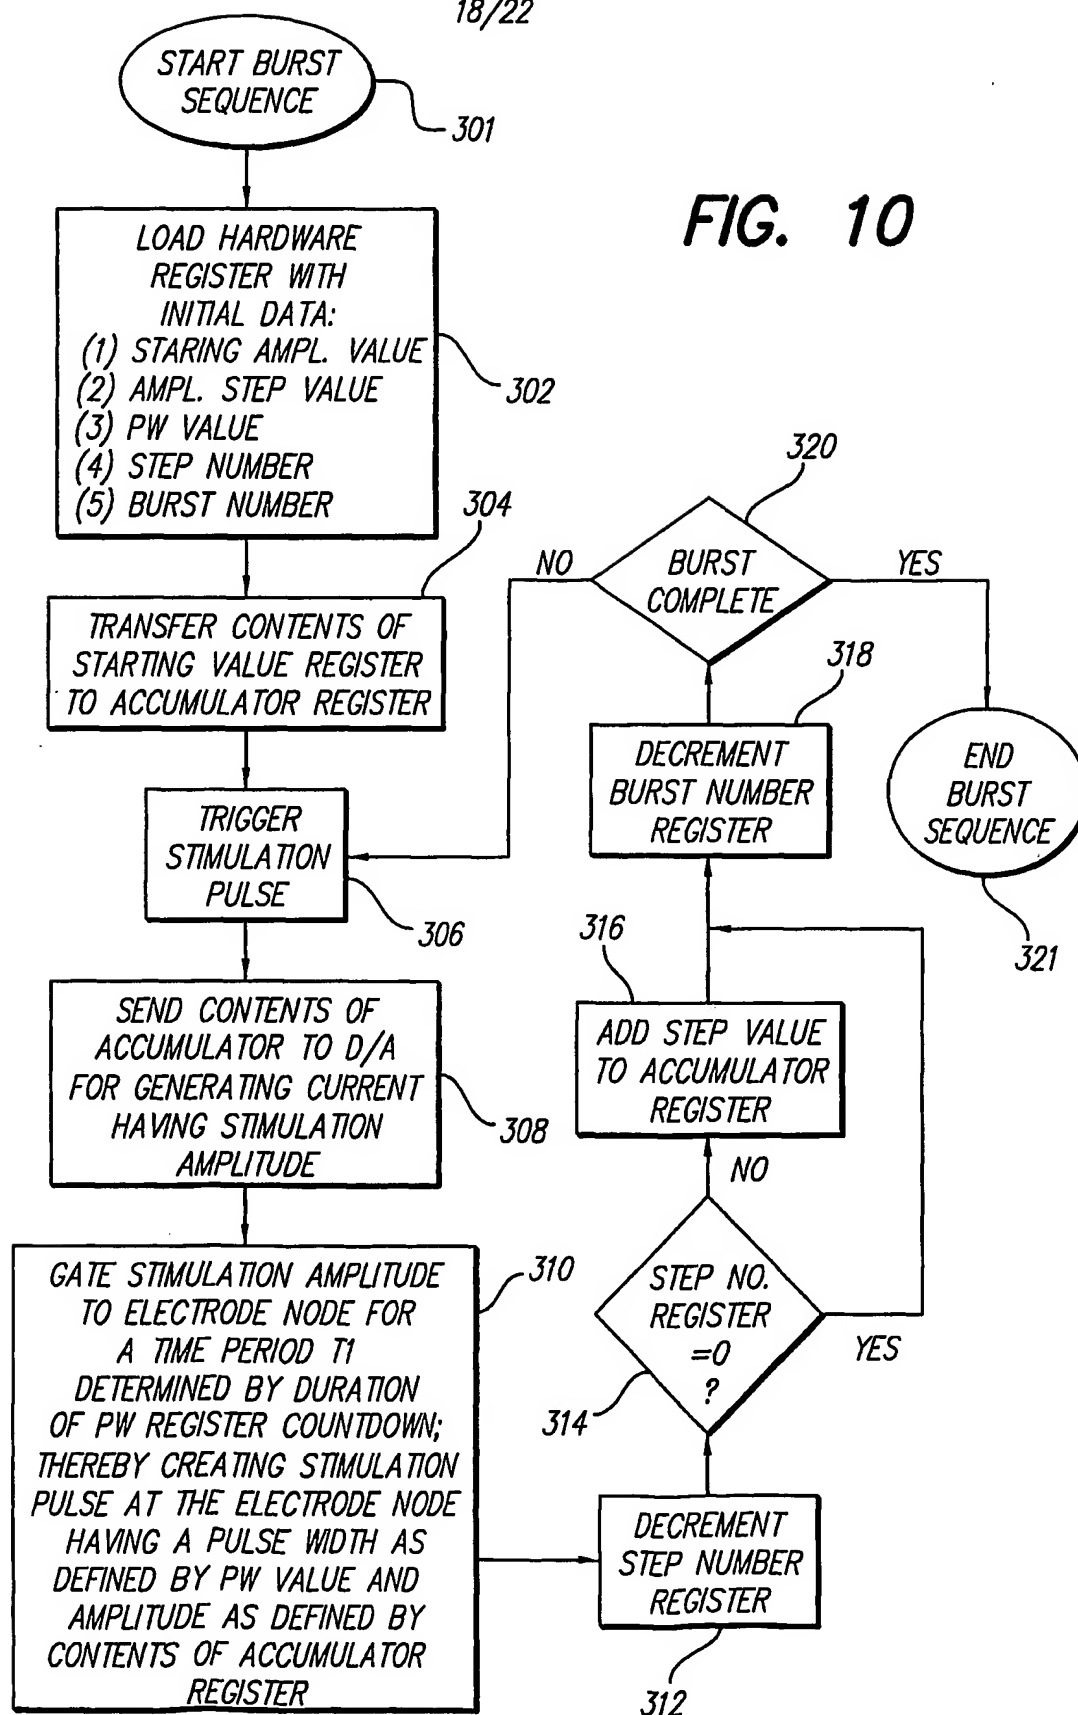 18/22
START BURST
SEQUENCE
301
FIG. 10
LOAD HARDWARE
REGISTER WITH
INITIAL DATA:
(1) STARING AMPL. VALUE
(2) AMPL. STEP VALUE
(3) PW VALUE
(4) STEP NUMBER
(5) BURST NUMBER
302
304
TRANSFER CONTENTS OF
STARTING VALUE REGISTER
TO ACCUMULATOR REGISTER
TRIGGER
STIMULATION
PULSE
306
SEND CONTENTS OF
ACCUMULATOR TO D/A
FOR GENERATING CURRENT
HAVING STIMULATION
AMPLITUDE
308
GATE STIMULATION AMPLITUDE
TO ELECTRODE NODE FOR
A TIME PERIOD T1
DETERMINED BY DURATION
OF PW REGISTER COUNTDOWN;
THEREBY CREATING STIMULATION
PULSE AT THE ELECTRODE NODE
HAVING A PULSE WIDTH AS
DEFINED BY PW VALUE AND
AMPLITUDE AS DEFINED BY
CONTENTS OF ACCUMULATOR
REGISTER
310
DECREMENT
STEP NUMBER
REGISTER
312
STEP NO.
REGISTER
=0
?
314
YES
NO
ADD STEP VALUE
TO ACCUMULATOR
REGISTER
316
DECREMENT
BURST NUMBER
REGISTER
318
BURST
COMPLETE
320
NO
YES
END
BURST
SEQUENCE
321